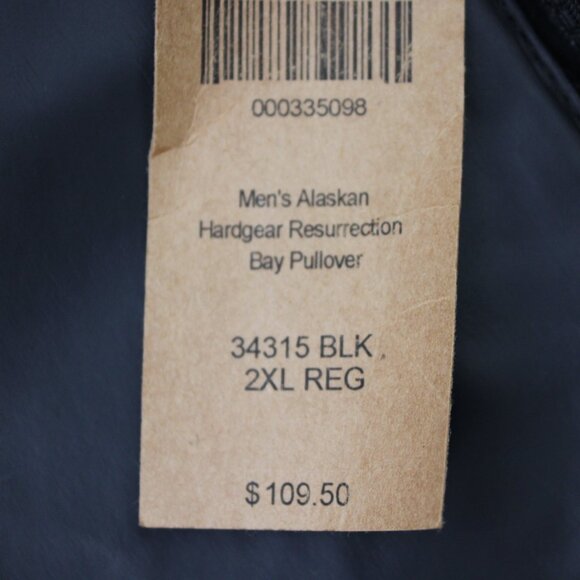 000335098
Men's Alaskan
Hardgear Resurrection
Bay Pullover
34315 BLK
2XL REG
$109.50